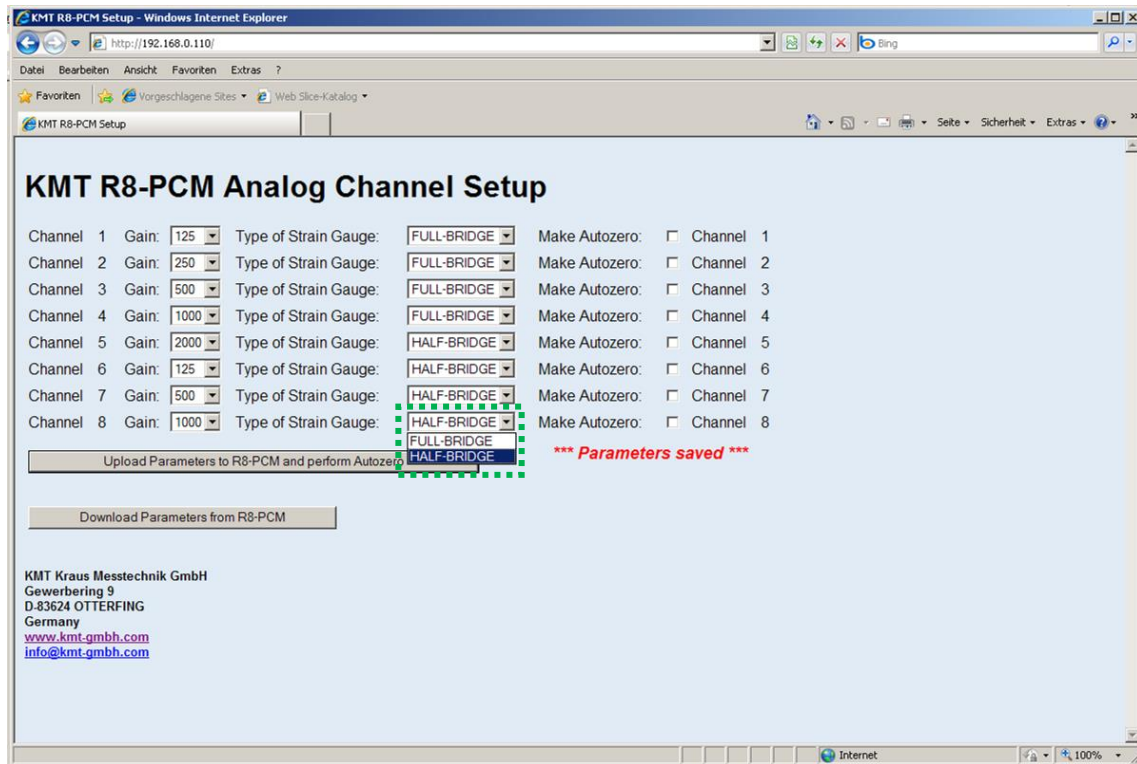 KMT R8-PCM Setup - Windows Internet Explorer
http://192.168.0.110/ Bing
Datei Bearbeiten Ansicht Favoriten Extras ?
Favoriten Vorgeschlagene Sites Web Slice-Katalog
KMT R8-PCM Setup Seite Sicherheit Extras
KMT R8-PCM Analog Channel Setup
Channel 1 Gain: 125 Type of Strain Gauge: FULL-BRIDGE Make Autozero: Channel 1
Channel 2 Gain: 250 Type of Strain Gauge: FULL-BRIDGE Make Autozero: Channel 2
Channel 3 Gain: 500 Type of Strain Gauge: FULL-BRIDGE Make Autozero: Channel 3
Channel 4 Gain: 1000 Type of Strain Gauge: FULL-BRIDGE Make Autozero: Channel 4
Channel 5 Gain: 2000 Type of Strain Gauge: HALF-BRIDGE Make Autozero: Channel 5
Channel 6 Gain: 125 Type of Strain Gauge: HALF-BRIDGE Make Autozero: Channel 6
Channel 7 Gain: 500 Type of Strain Gauge: HALF-BRIDGE Make Autozero: Channel 7
Channel 8 Gain: 1000 Type of Strain Gauge: HALF-BRIDGE Make Autozero: Channel 8
FULL-BRIDGE
HALF-BRIDGE
*** Parameters saved ***
Upload Parameters to R8-PCM and perform Autozero
Download Parameters from R8-PCM
KMT Kraus Messtechnik GmbH
Gewerbering 9
D-83624 OTTERFING
Germany
www.kmt-gmbh.com
info@kmt-gmbh.com
Internet 100%